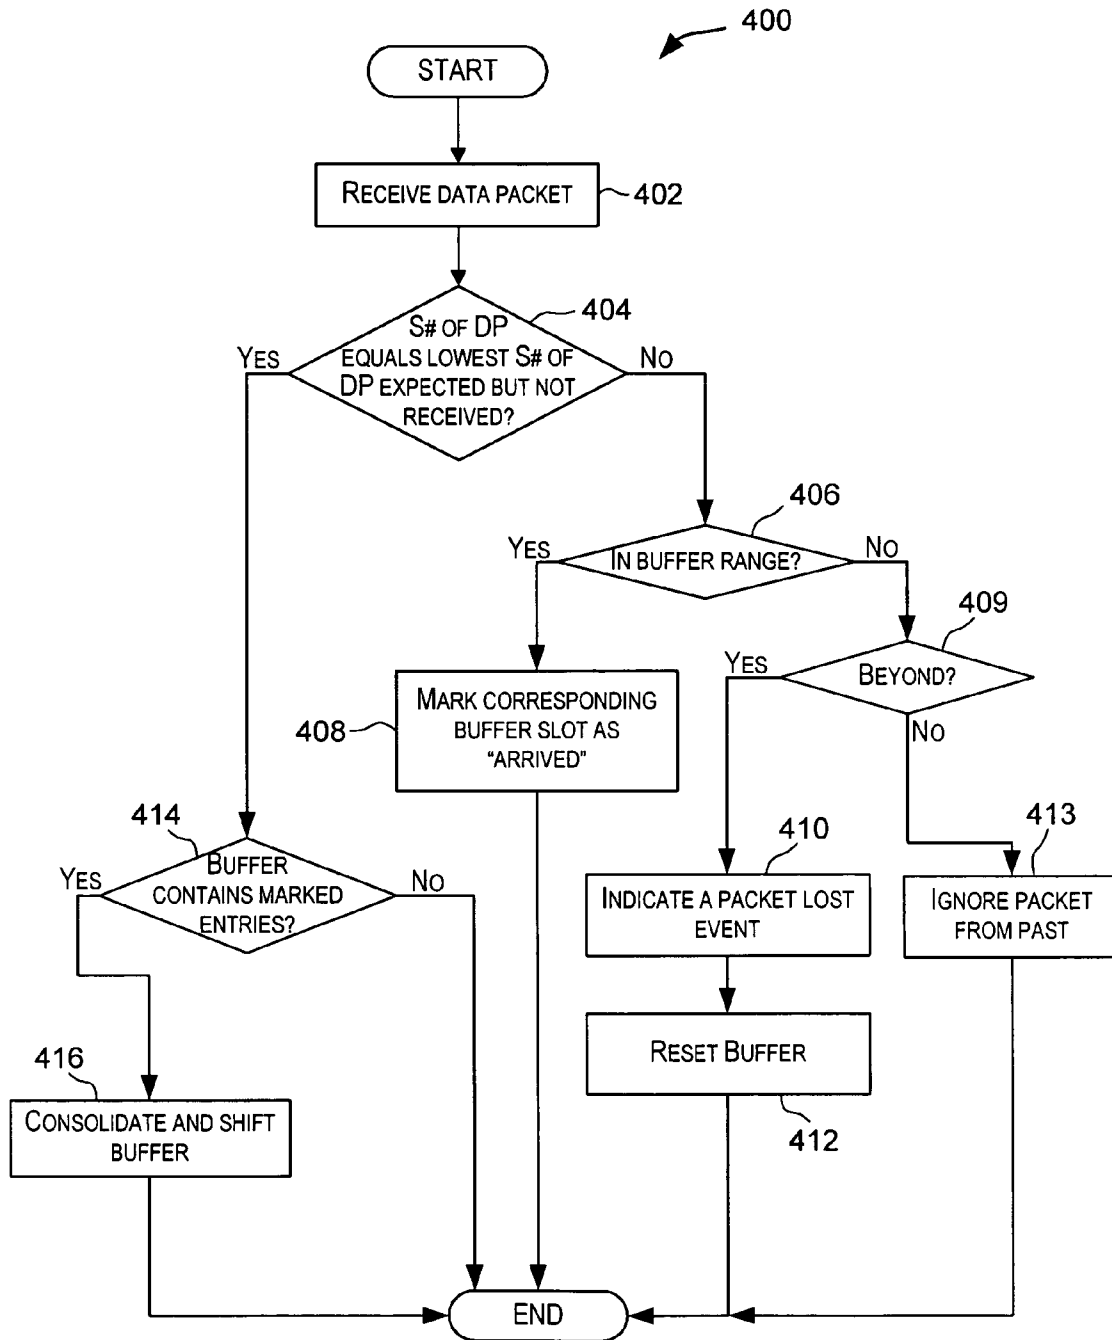 400
START
RECEIVE DATA PACKET
402
S# OF DP
EQUALS LOWEST S# OF
DP EXPECTED BUT NOT
RECEIVED?
404
YES
NO
406
IN BUFFER RANGE?
YES
NO
409
BEYOND?
YES
NO
MARK CORRESPONDING
BUFFER SLOT AS
“ARRIVED”
408
414
BUFFER
CONTAINS MARKED
ENTRIES?
YES
NO
410
INDICATE A PACKET LOST
EVENT
413
IGNORE PACKET
FROM PAST
RESET BUFFER
412
416
CONSOLIDATE AND SHIFT
BUFFER
END